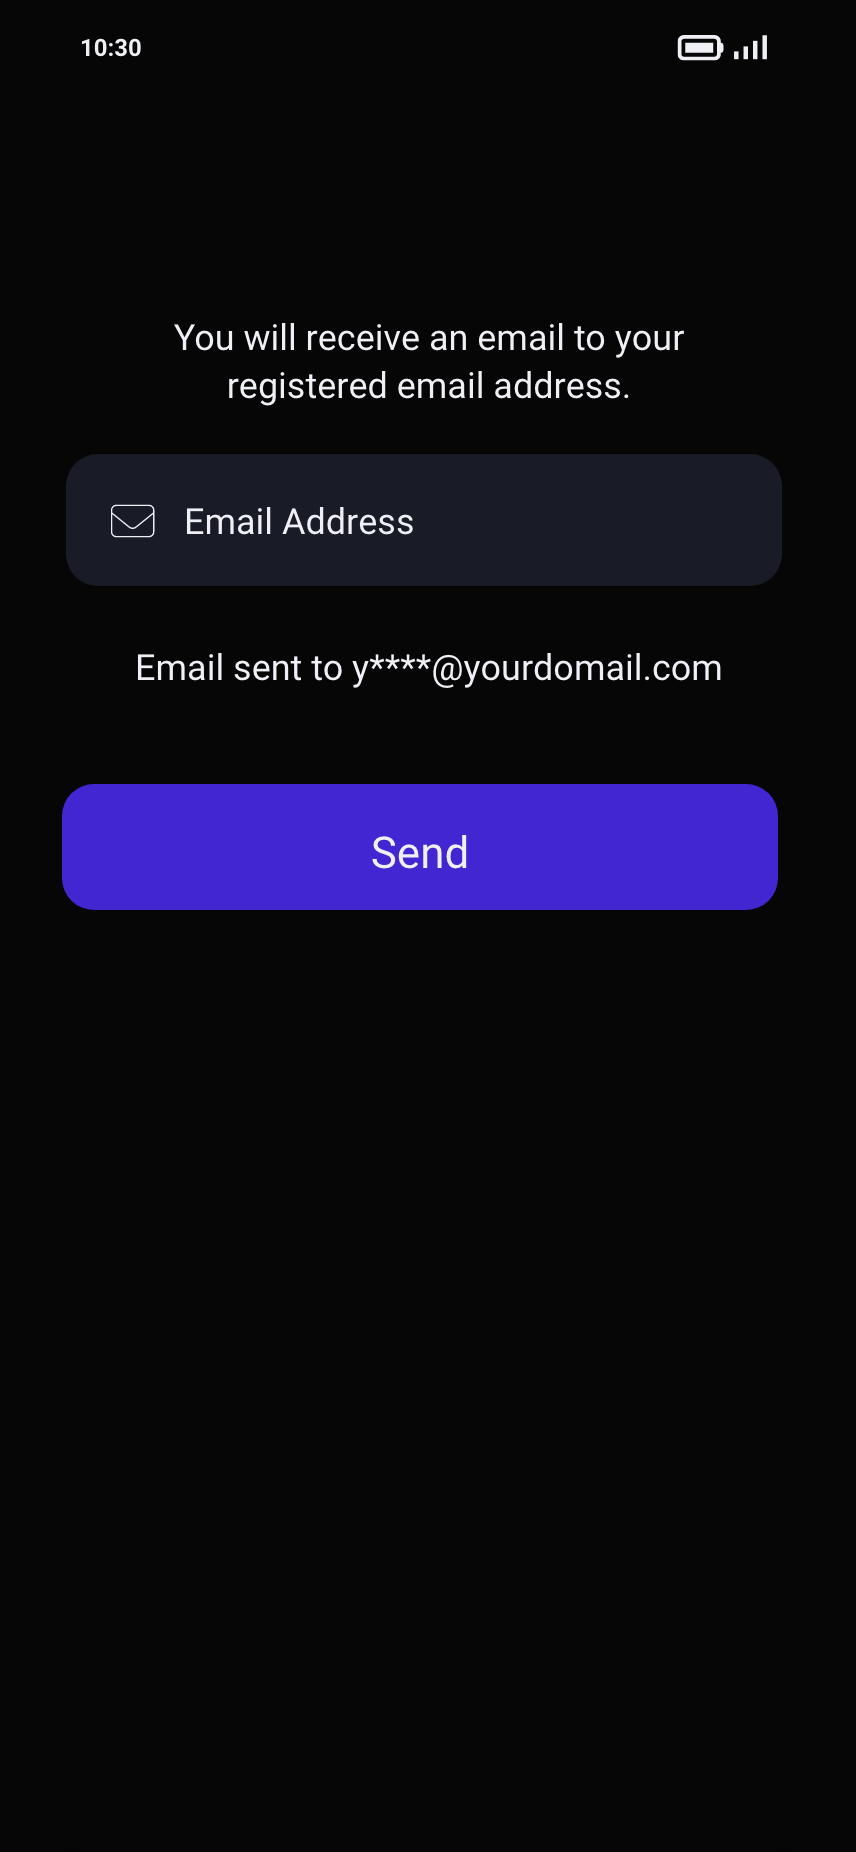 10:30
You will receive an email to your
registered email address.
Email Address
Email sent to y****@yourdomail.com
Send